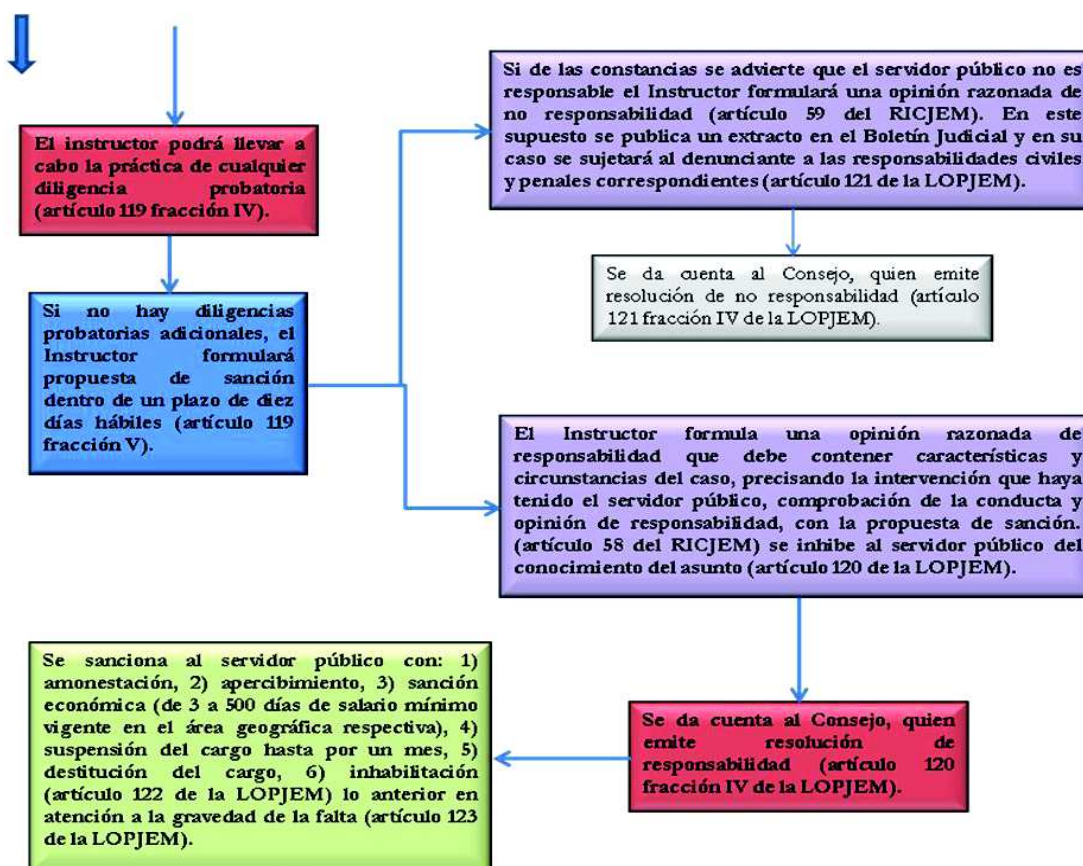 El instructor podrá llevar a
cabo la práctica de cualquier
diligencia probatoria
(artículo 119 fracción IV).
Si no hay diligencias
probatorias adicionales, el
Instructor formulará
propuesta de sanción
dentro de un plazo de diez
días hábiles (artículo 119
fracción V).
Si de las constancias se advierte que el servidor público no es
responsable el Instructor formulará una opinión razonada de
no responsabilidad (artículo 59 del RICJEM). En este
supuesto se publica un extracto en el Boletín Judicial y en su
caso se sujetará al denunciante a las responsabilidades civiles
y penales correspondientes (artículo 121 de la LOPJEM).
Se da cuenta al Consejo, quien emite
resolución de no responsabilidad (artículo
121 fracción IV de la LOPJEM).
El Instructor formula una opinión razonada de
responsabilidad que debe contener características y
circunstancias del caso, precisando la intervención que haya
tenido el servidor público, comprobación de la conducta y
opinión de responsabilidad, con la propuesta de sanción.
(artículo 58 del RICJEM) se inhibe al servidor público del
conocimiento del asunto (artículo 120 de la LOPJEM).
Se da cuenta al Consejo, quien
emite resolución de
responsabilidad (artículo 120
fracción IV de la LOPJEM).
Se sanciona al servidor público con: 1)
amonestación, 2) apercibimiento, 3) sanción
económica (de 3 a 500 días de salario mínimo
vigente en el área geográfica respectiva), 4)
suspensión del cargo hasta por un mes, 5)
destitución del cargo, 6) inhabilitación
(artículo 122 de la LOPJEM) lo anterior en
atención a la gravedad de la falta (artículo 123
de la LOPJEM).